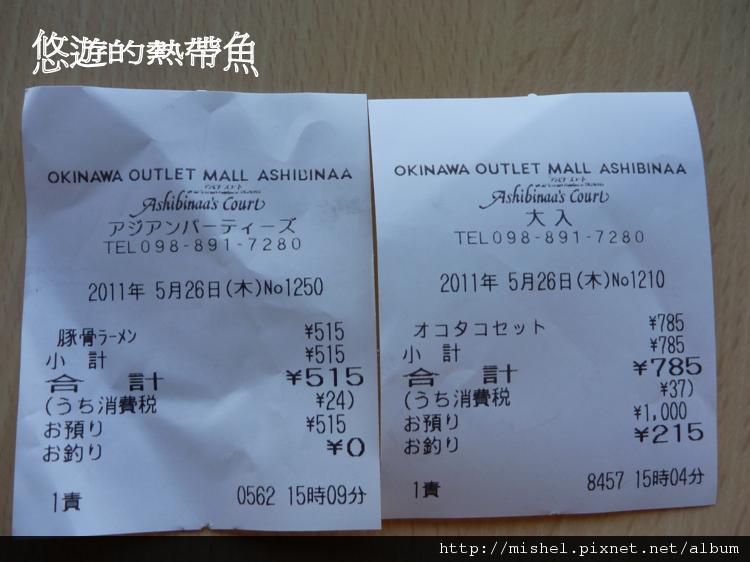 悠遊的熱帶魚
OKINAWA OUTLET MALL ASHIBINAA
Ashibinaa's Court
アジアンパーティーズ
TEL098-891-7280
2011年 5月26日(木)No1250
豚骨ラーメン ¥515
小 計 ¥515
合 計 ¥515
(うち消費税 ¥24)
お預り ¥515
お釣り ¥0
1責 0562 15時09分
OKINAWA OUTLET MALL ASHIBINAA
Ashibinaa's Court
大入
TEL098-891-7280
2011年 5月26日(木)No1210
オコタコセット ¥785
小 計 ¥785
合 計 ¥785
(うち消費税 ¥37)
お預り ¥1,000
お釣り ¥215
1責 8457 15時04分
http://mishel.pixnet.net/album